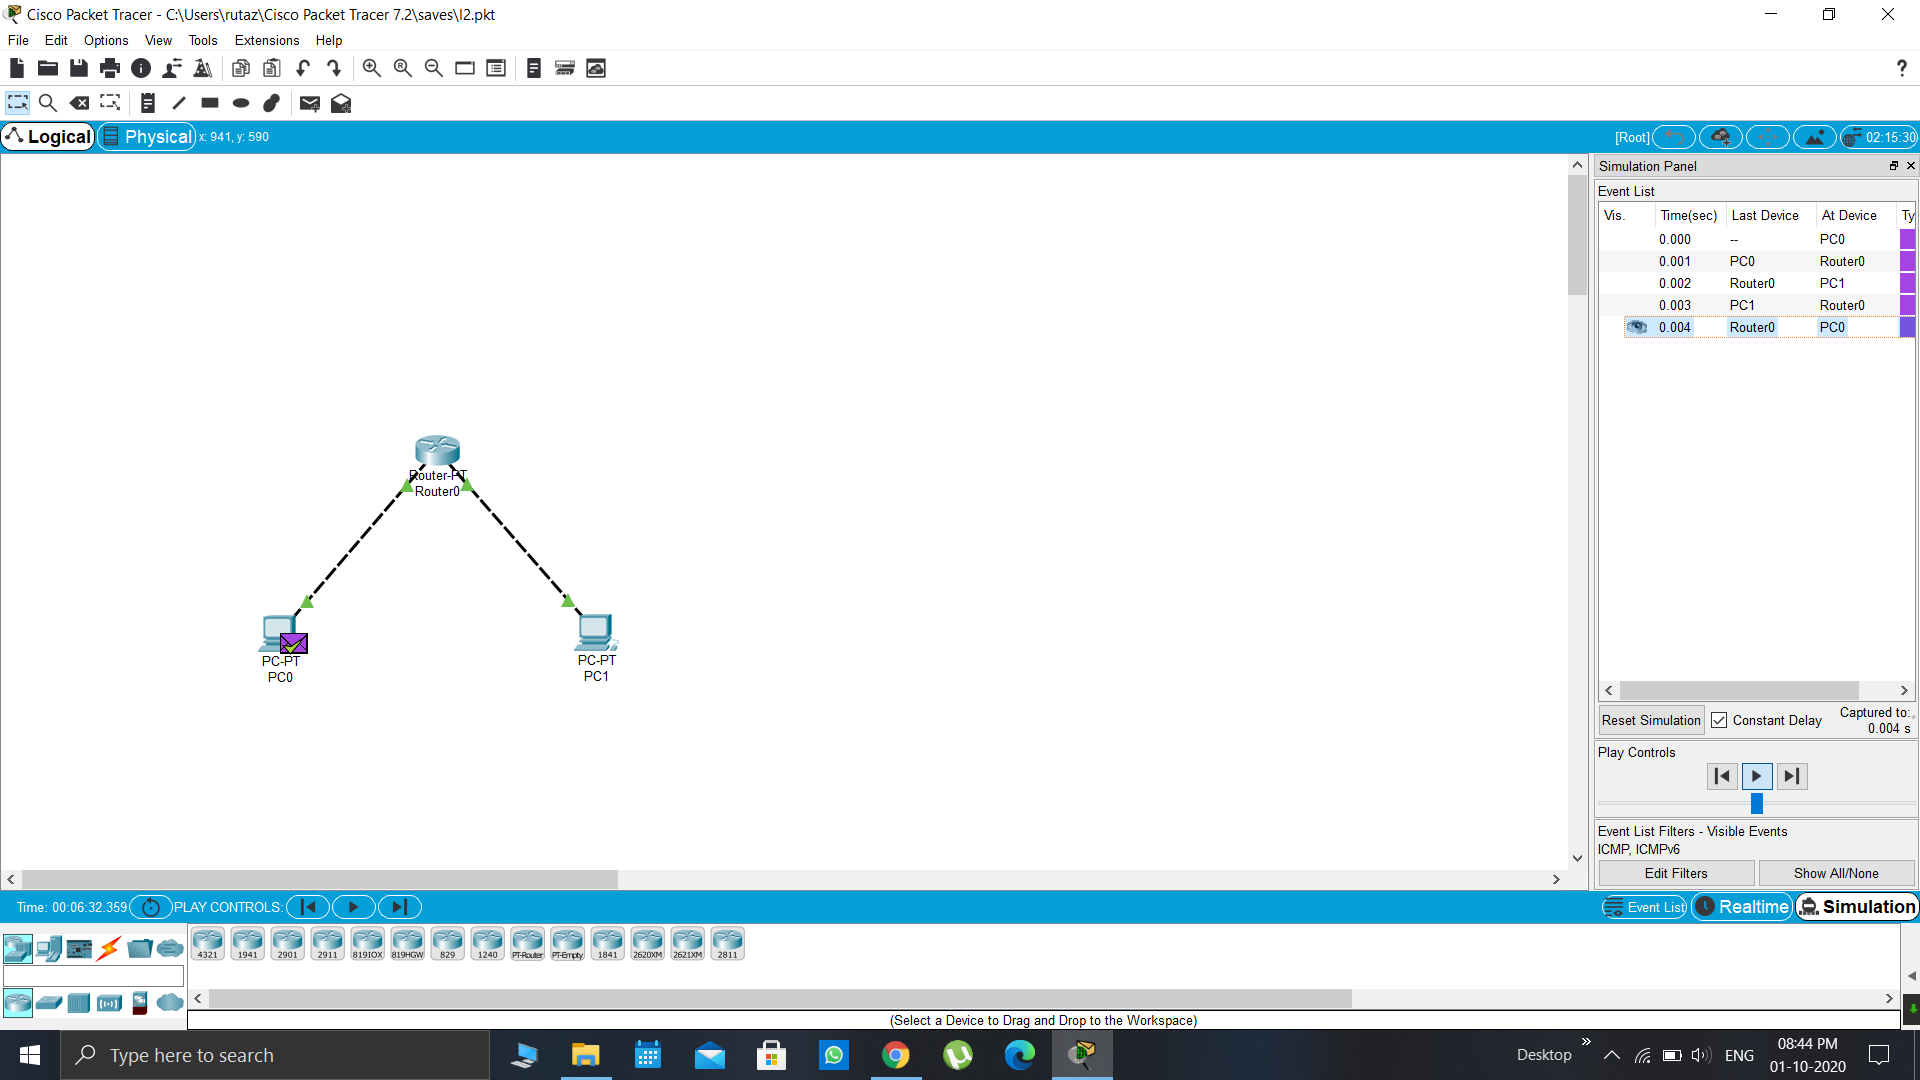 Cisco Packet Tracer - C:\Users\rutaz\Cisco Packet Tracer 7.2\saves\l2.pkt
File Edit Options View Tools Extensions Help
?
Logical Physical x: 941, y: 590 [Root] 02:15:30
Simulation Panel
Event List
Vis. Time(sec) Last Device At Device Ty
0.000 -- PC0
0.001 PC0 Router0
0.002 Router0 PC1
0.003 PC1 Router0
0.004 Router0 PC0
Router-PT
Router0
PC-PT
PC0
PC-PT
PC1
Reset Simulation Constant Delay Captured to:
0.004 s
Play Controls
Event List Filters - Visible Events
ICMP, ICMPv6
Edit Filters Show All/None
Time: 00:06:32.359 PLAY CONTROLS: Event List Realtime Simulation
4321 1941 2901 2911 819IOX 819HGW 829 1240 PT-Router PT-Empty 1841 2620XM 2621XM 2811
(Select a Device to Drag and Drop to the Workspace)
Type here to search
Desktop ENG
08:44 PM
01-10-2020